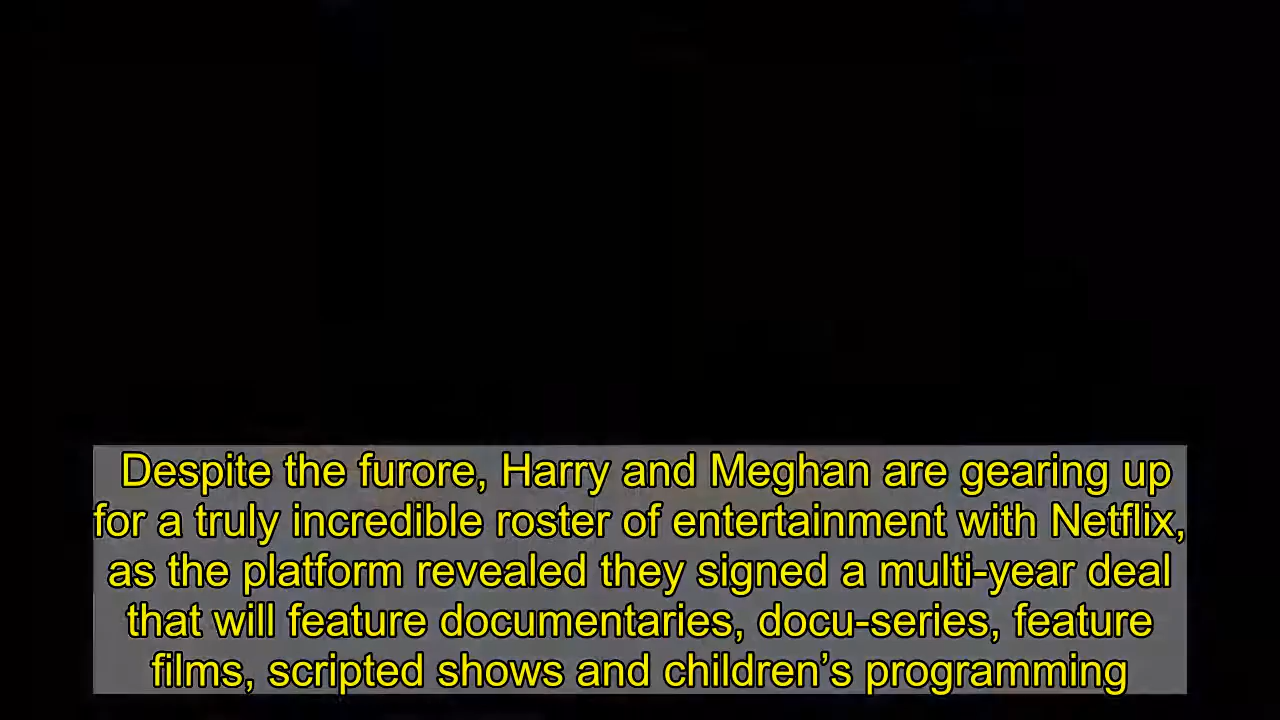 Despite the furore, Harry and Meghan are gearing up
for a truly incredible roster of entertainment with Netflix,
as the platform revealed they signed a multi-year deal
that will feature documentaries, docu-series, feature
films, scripted shows and children’s programming